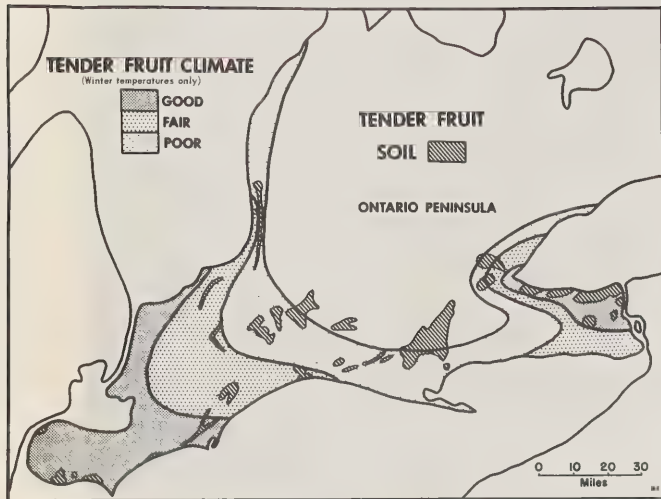 TENDER FRUIT CLIMATE
(Winter temperatures only)
GOOD
FAIR
POOR
TENDER FRUIT
SOIL
ONTARIO PENINSULA
0 10 20 30
Miles